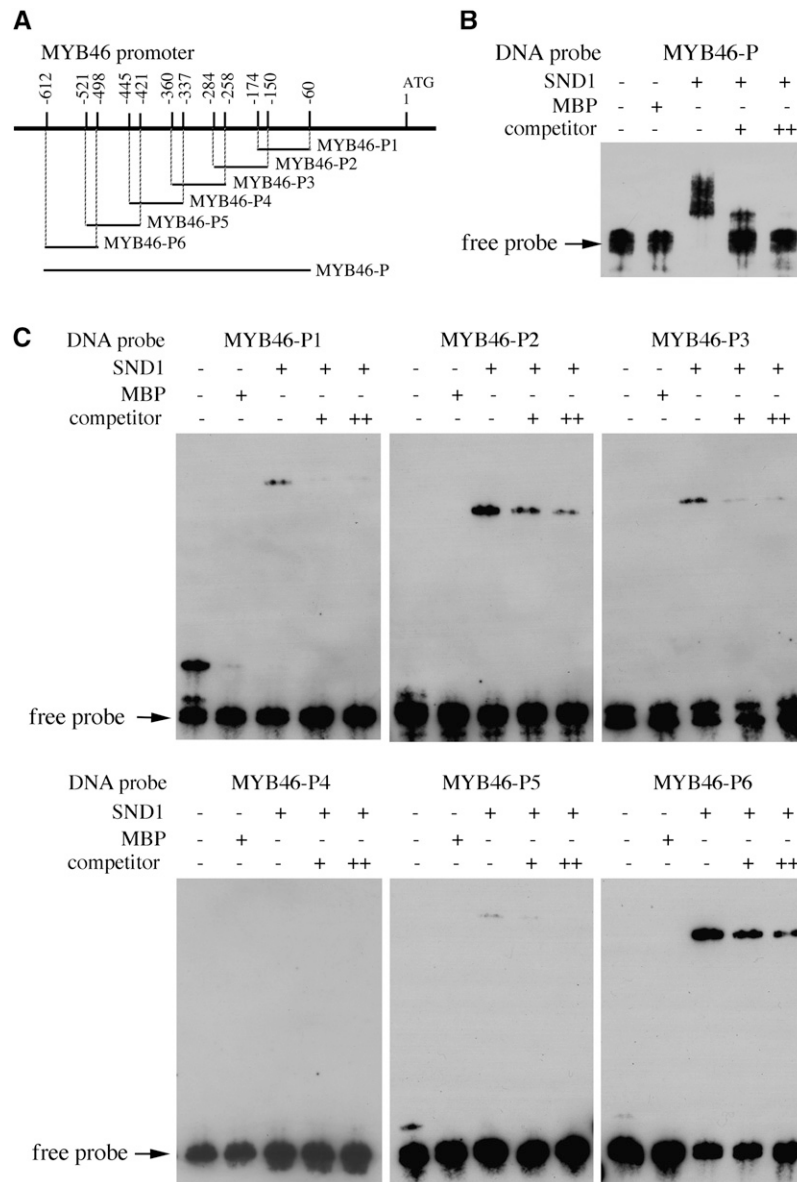 A
MYB46 promoter
-612 -521 -498 -445 -421 -360 -337 -284 -258 -174 -150 -60 ATG 1
MYB46-P1
MYB46-P2
MYB46-P3
MYB46-P4
MYB46-P5
MYB46-P6
MYB46-P
B
DNA probe MYB46-P
SND1 - - + + +
MBP - + - - -
competitor - - - + ++
free probe
C
DNA probe MYB46-P1 MYB46-P2 MYB46-P3
SND1 - - + + + - - + + + - - + + +
MBP - + - - - - + - - - - + - - -
competitor - - - + ++ - - - + ++ - - - + ++
free probe
DNA probe MYB46-P4 MYB46-P5 MYB46-P6
SND1 - - + + + - - + + + - - + + +
MBP - + - - - - + - - - - + - - -
competitor - - - + ++ - - - + ++ - - - + ++
free probe